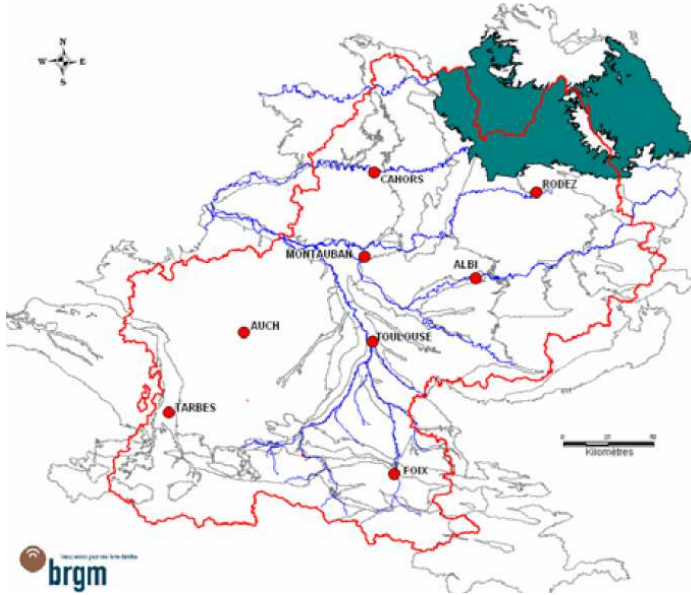 N
W E
S
CAHORS
RODEZ
MONTAUBAN
ALBI
AUCH
TOULOUSE
TARBES
FOIX
Kilomètres
brgm